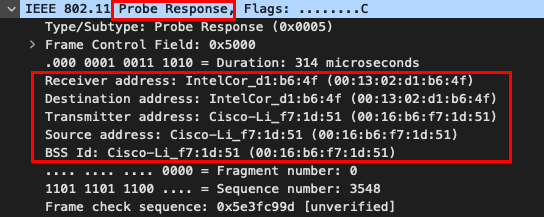 IEEE 802.11 Probe Response, Flags: ........C
Type/Subtype: Probe Response (0x0005)
Frame Control Field: 0x5000
.000 0001 0011 1010 = Duration: 314 microseconds
Receiver address: IntelCor_d1:b6:4f (00:13:02:d1:b6:4f)
Destination address: IntelCor_d1:b6:4f (00:13:02:d1:b6:4f)
Transmitter address: Cisco-Li_f7:1d:51 (00:16:b6:f7:1d:51)
Source address: Cisco-Li_f7:1d:51 (00:16:b6:f7:1d:51)
BSS Id: Cisco-Li_f7:1d:51 (00:16:b6:f7:1d:51)
.... .... .... 0000 = Fragment number: 0
1101 1101 1100 .... = Sequence number: 3548
Frame check sequence: 0x5e3fc99d [unverified]